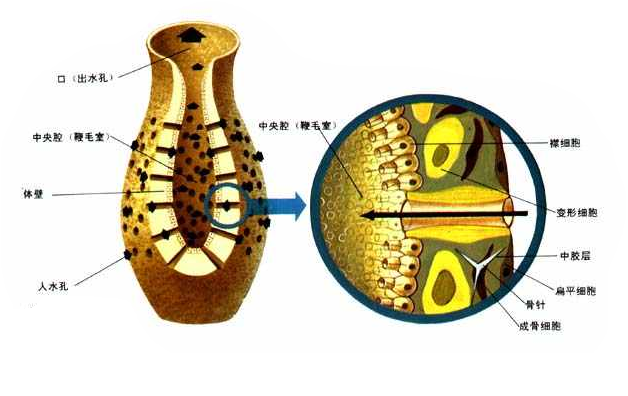 口（出水孔）
中央腔（鞭毛室）
体壁
入水孔
中央腔（鞭毛室）
襟细胞
变形细胞
中胶层
扁平细胞
骨针
成骨细胞